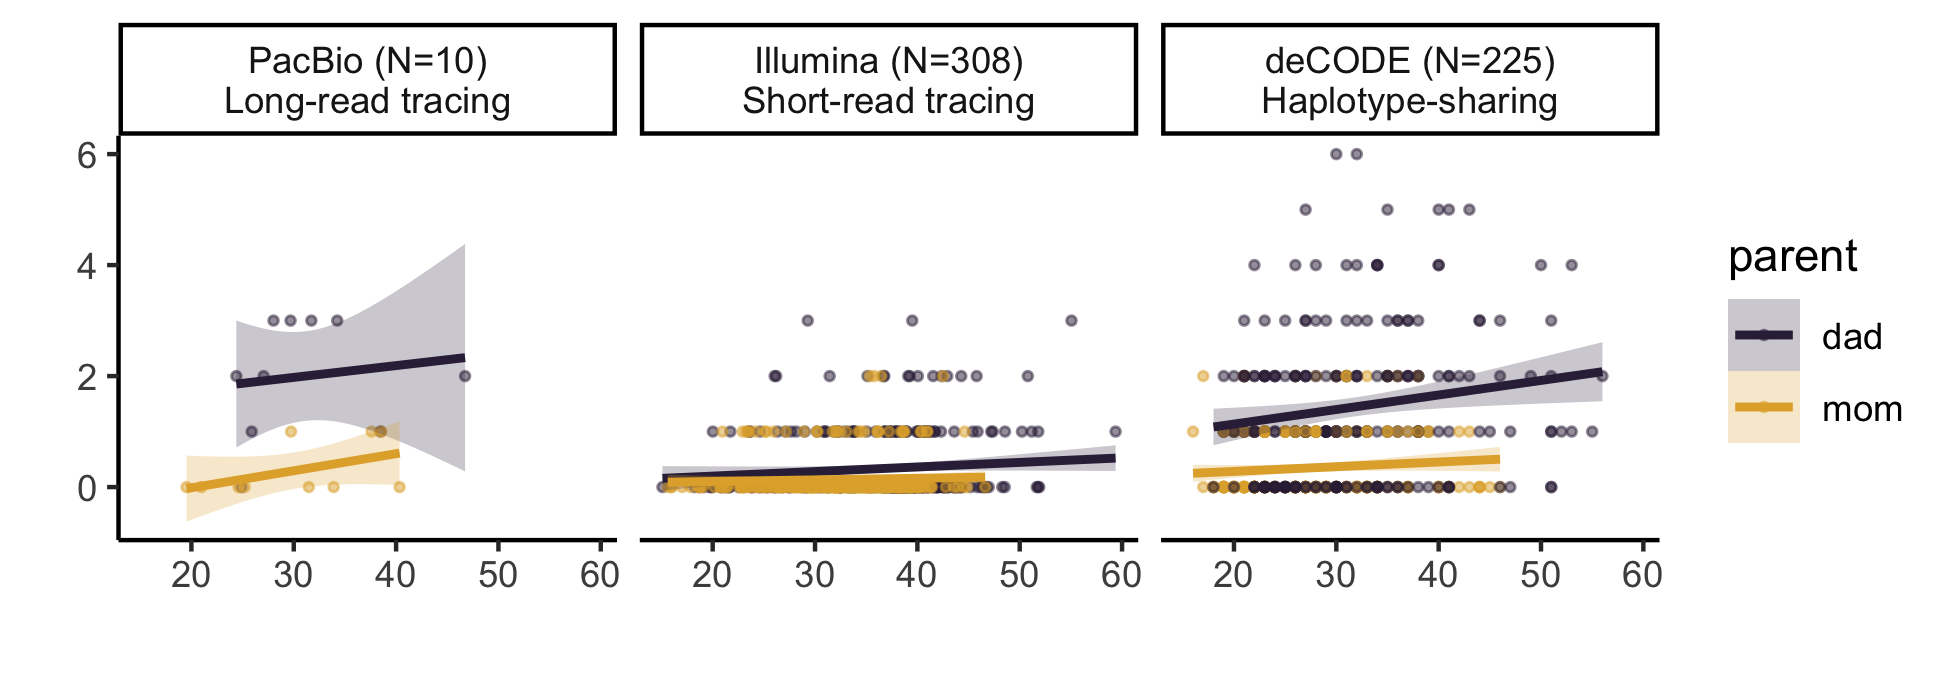 PacBio (N=10)
Long-read tracing
Illumina (N=308)
Short-read tracing
deCODE (N=225)
Haplotype-sharing
6
4
2
0
20 30 40 50 60
20 30 40 50 60
20 30 40 50 60
parent
dad
mom